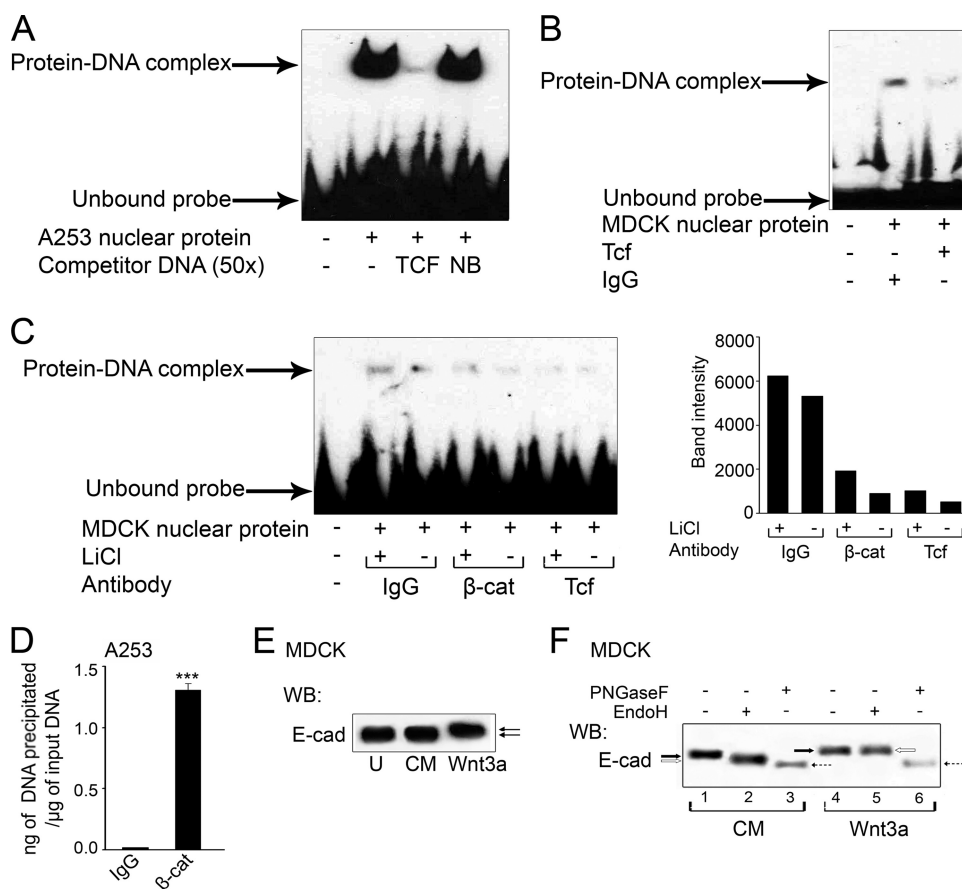 A
Protein-DNA complex
Unbound probe
A253 nuclear protein - + + +
Competitor DNA (50x) - - TCF NB
B
Protein-DNA complex
Unbound probe
MDCK nuclear protein - + +
Tcf - - +
IgG - + -
C
Protein-DNA complex
Unbound probe
MDCK nuclear protein - + + + + + +
LiCl - + - + - + -
Antibody - IgG β-cat Tcf
Band intensity
8000
6000
4000
2000
0
LiCl + - + - + -
Antibody IgG β-cat Tcf
D
A253
ng of DNA precipitated
/µg of input DNA
1.5
1.0
0.5
0.0
***
IgG β-cat
E MDCK
WB:
E-cad
U CM Wnt3a
F MDCK
PNGaseF - - + - - +
EndoH - + - - + -
WB:
E-cad
1 2 3 4 5 6
CM Wnt3a